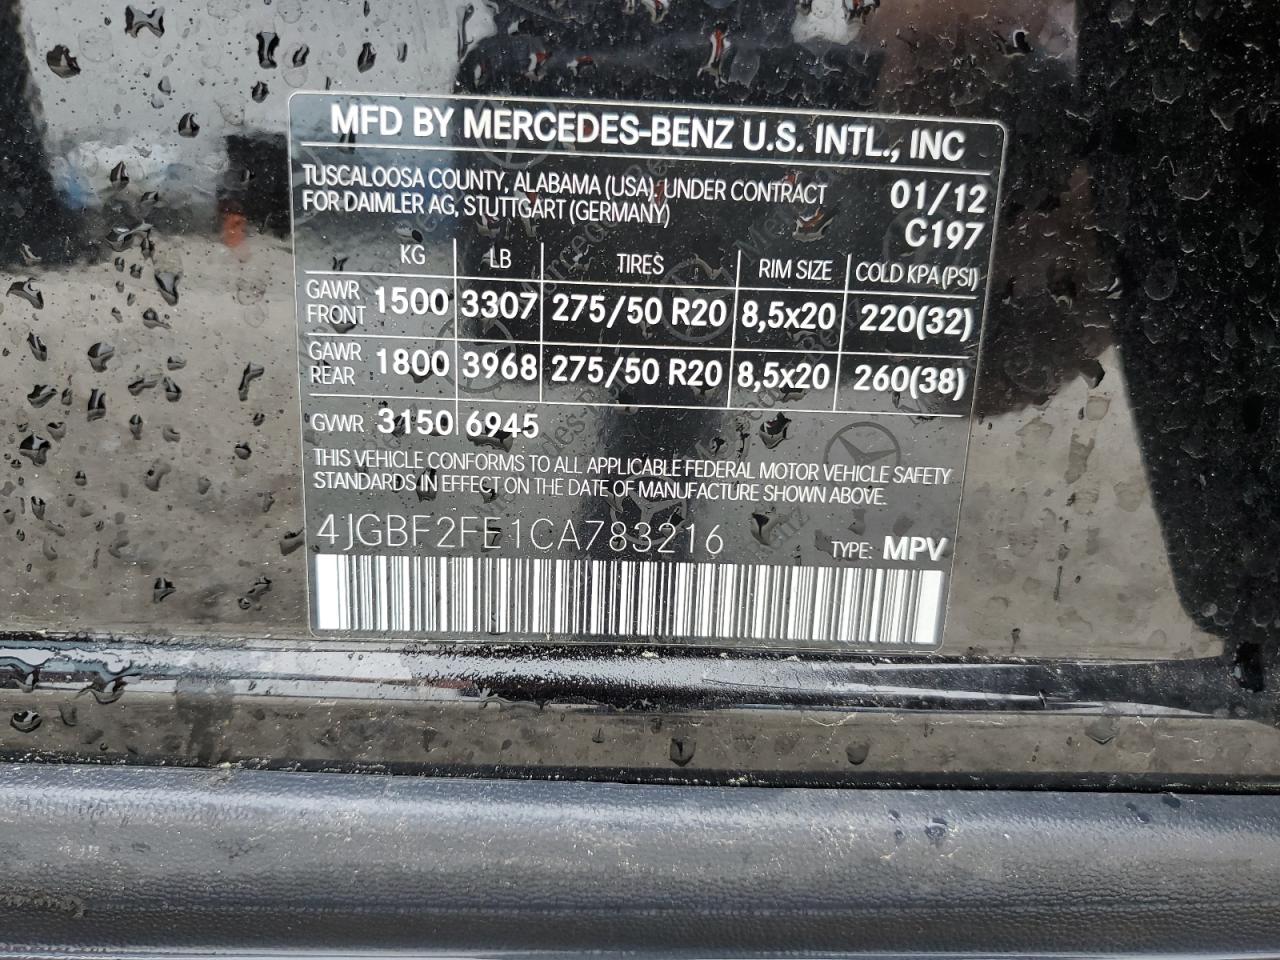 MFD BY MERCEDES-BENZ U.S. INTL., INC
TUSCALOOSA COUNTY, ALABAMA (USA), UNDER CONTRACT 01/12
FOR DAIMLER AG, STUTTGART (GERMANY) C197
KG LB TIRES RIM SIZE COLD KPA (PSI)
GAWR FRONT 1500 3307 275/50 R20 8,5x20 220(32)
GAWR REAR 1800 3968 275/50 R20 8,5x20 260(38)
GVWR 3150 6945
THIS VEHICLE CONFORMS TO ALL APPLICABLE FEDERAL MOTOR VEHICLE SAFETY
STANDARDS IN EFFECT ON THE DATE OF MANUFACTURE SHOWN ABOVE.
4JGBF2FE1CA783216 TYPE: MPV